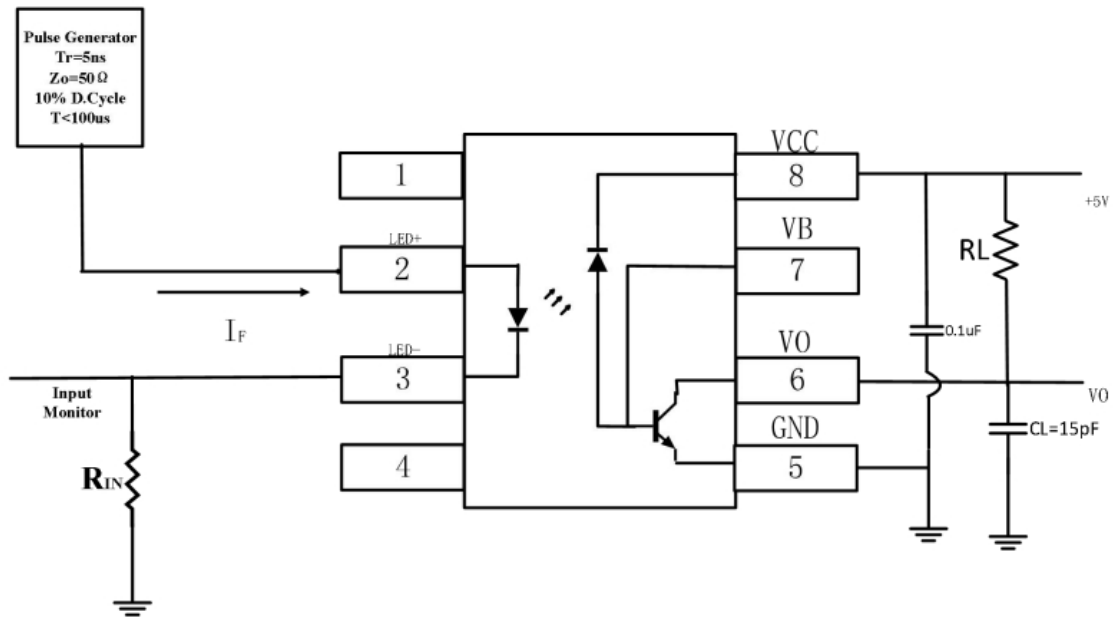 Pulse Generator
Tr=5ns
Zo=50Ω
10% D.Cycle
T<100us
1
LED+
2
IF
LED-
3
4
Input
Monitor
RIN
VCC
8
VB
7
VO
6
GND
5
+5V
RL
0.1uF
VO
CL=15pF